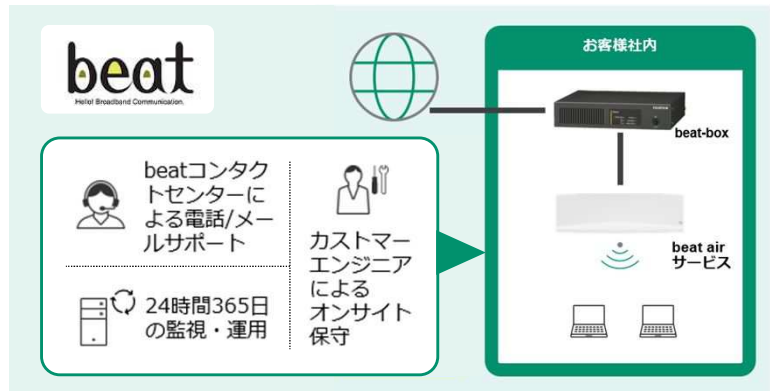 beat
Hello! Broadband Communication.
beatコンタク
トセンターに
よる電話/メー
ルサポート
24時間365日
の監視・運用
カストマー
エンジニア
による
オンサイト
保守
お客様社内
beat-box
beat air
サービス